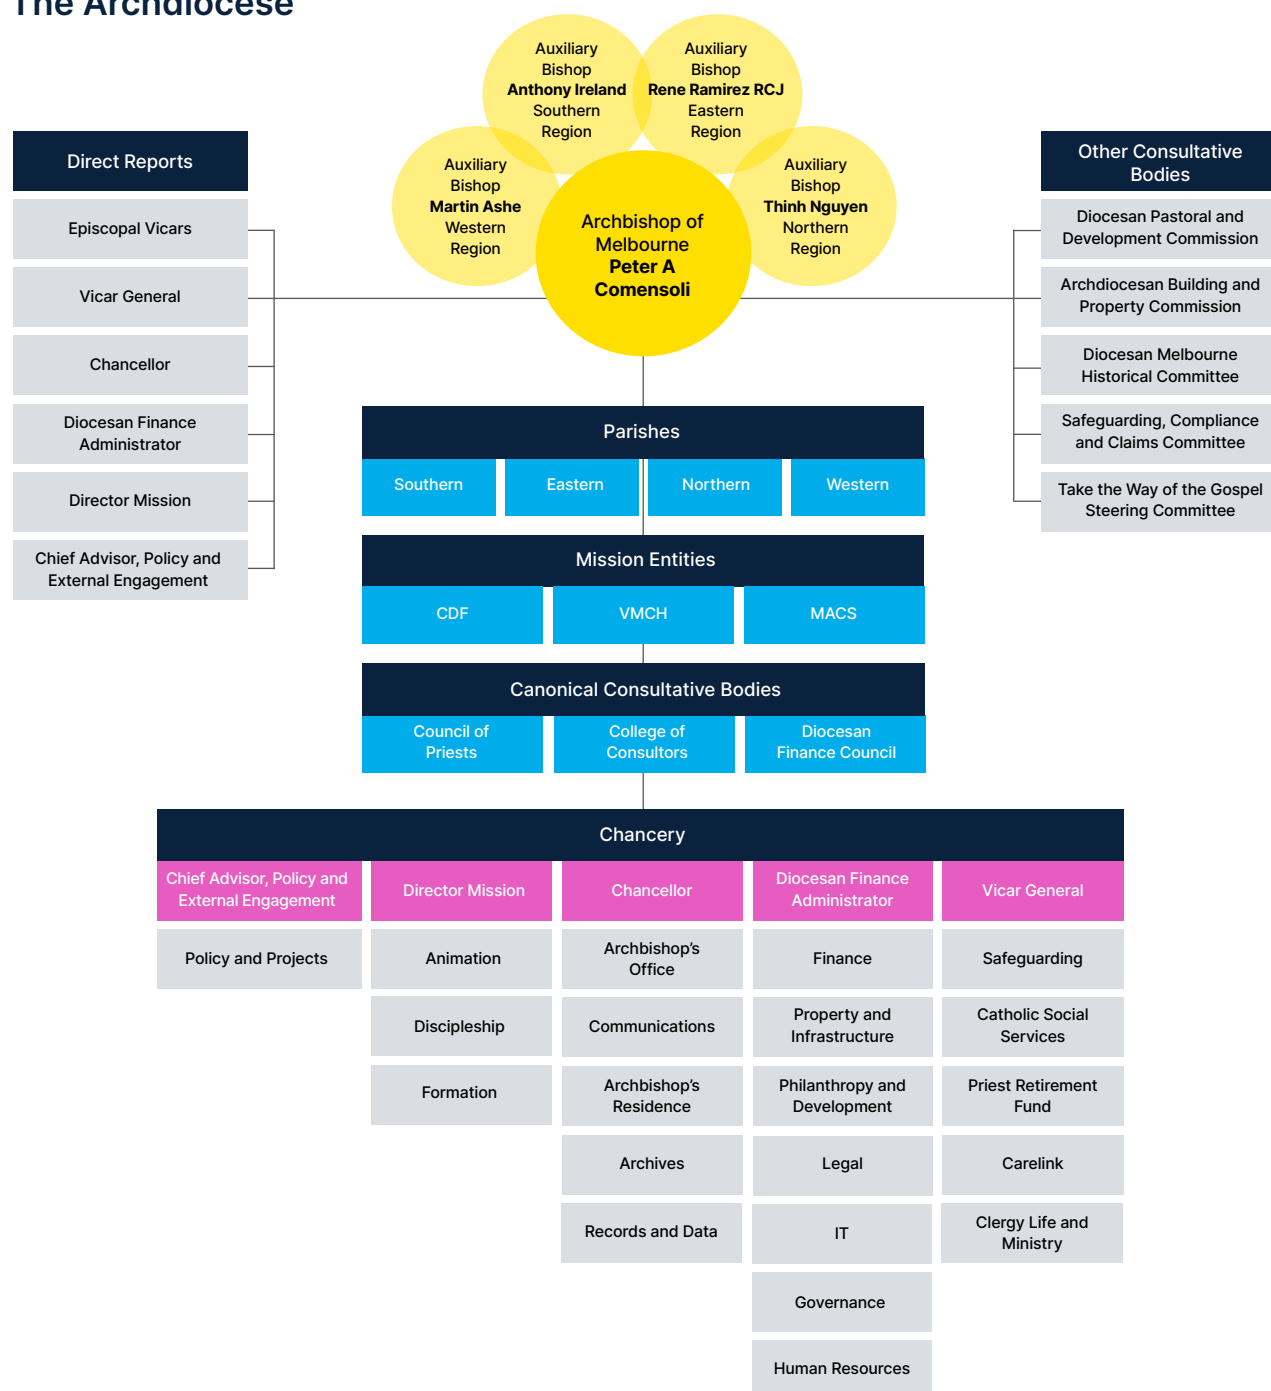 The Archdiocese
Auxiliary
Bishop
Anthony Ireland
Southern
Region
Auxiliary
Bishop
Rene Ramirez RCJ
Eastern
Region
Auxiliary
Bishop
Martin Ashe
Western
Region
Auxiliary
Bishop
Thinh Nguyen
Northern
Region
Archbishop of
Melbourne
Peter A
Comensoli
Direct Reports
Episcopal Vicars
Vicar General
Chancellor
Diocesan Finance
Administrator
Director Mission
Chief Advisor, Policy and
External Engagement
Other Consultative
Bodies
Diocesan Pastoral and
Development Commission
Archdiocesan Building and
Property Commission
Diocesan Melbourne
Historical Committee
Safeguarding, Compliance
and Claims Committee
Take the Way of the Gospel
Steering Committee
Parishes
Southern
Eastern
Northern
Western
Mission Entities
CDF
VMCH
MACS
Canonical Consultative Bodies
Council of
Priests
College of
Consultors
Diocesan
Finance Council
Chancery
Chief Advisor, Policy and
External Engagement
Policy and Projects
Director Mission
Animation
Discipleship
Formation
Chancellor
Archbishop’s
Office
Communications
Archbishop’s
Residence
Archives
Records and Data
Diocesan Finance
Administrator
Finance
Property and
Infrastructure
Philanthropy and
Development
Legal
IT
Governance
Human Resources
Vicar General
Safeguarding
Catholic Social
Services
Priest Retirement
Fund
Carelink
Clergy Life and
Ministry